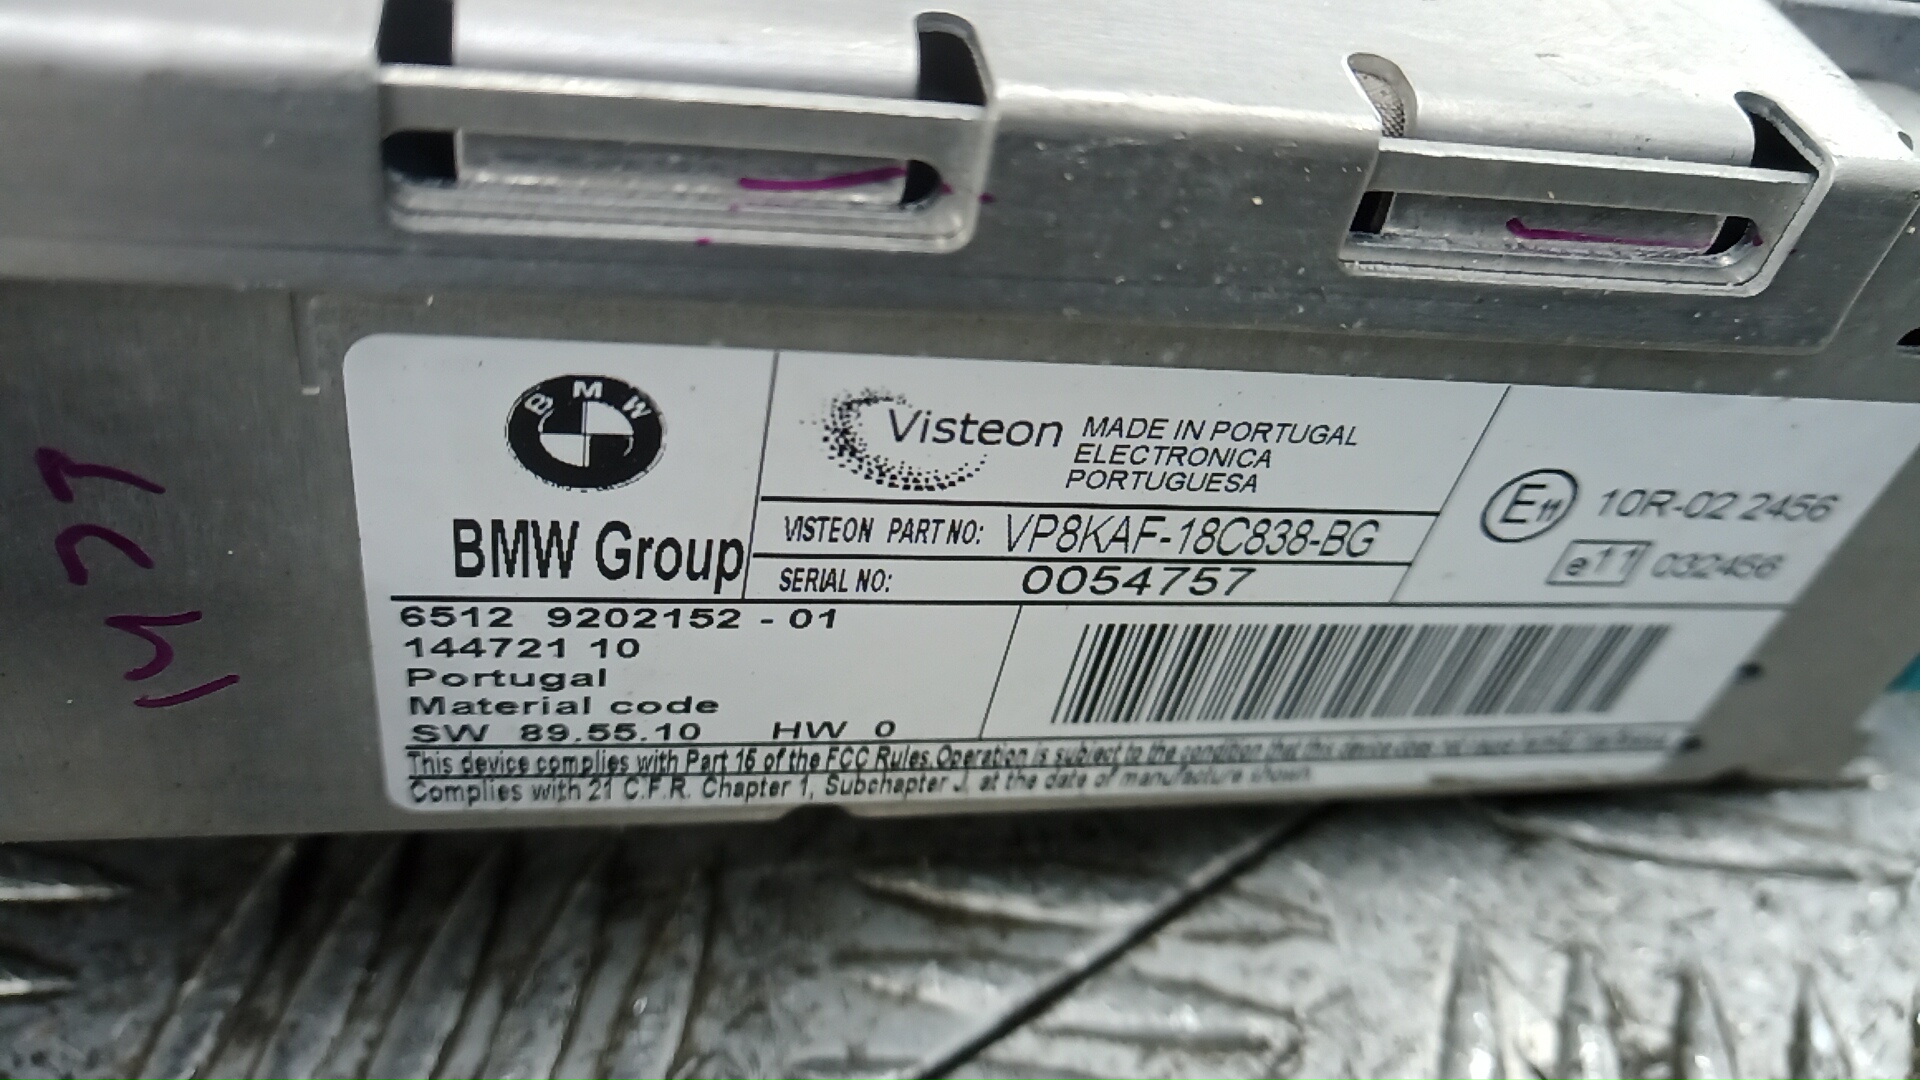 BMW
BMW Group
Visteon
MADE IN PORTUGAL
ELECTRONICA
PORTUGUESA
VISTEON PART NO: VP8KAF-18C838-BG
SERIAL NO: 0054757
E11 10R-02 2456
e11 032456
6512 9202152 - 01
144721 10
Portugal
Material code
SW 89.55.10 HW 0
This device complies with Part 15 of the FCC Rules. Operation is subject to the condition that this device does not cause harmful interference.
Complies with 21 C.F.R. Chapter 1, Subchapter J, at the date of manufacture shown.